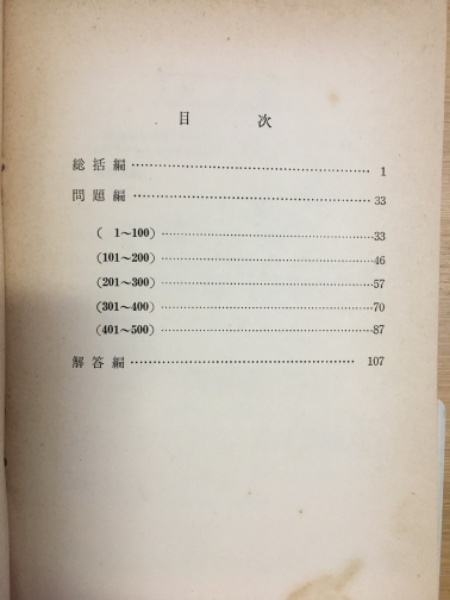 目次
総括編……………………………………1
問題編……………………………………33
( 1～100)……………………………………33
(101～200)……………………………………46
(201～300)……………………………………57
(301～400)……………………………………70
(401～500)……………………………………87
解答編……………………………………107